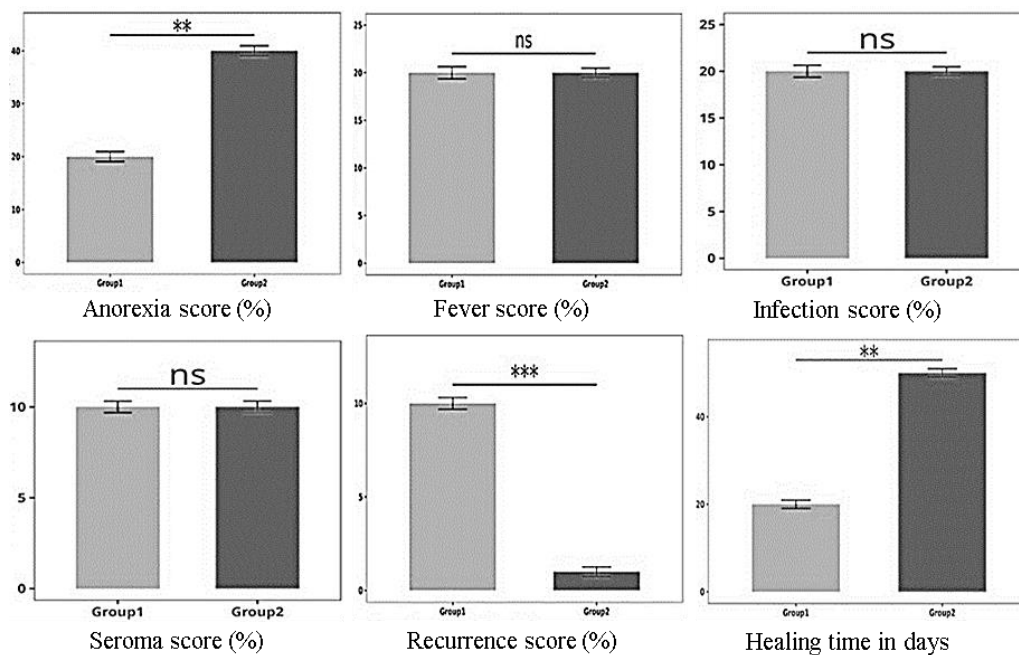 **
40
30
20
10
0
Group1 Group2
Anorexia score (%)
ns
25
20
15
10
5
0
Group1 Group2
Fever score (%)
ns
25
20
15
10
5
0
Group1 Group2
Infection score (%)
ns
10
5
0
Group1 Group2
Seroma score (%)
***
10
5
0
Group1 Group2
Recurrence score (%)
**
40
20
0
Group1 Group2
Healing time in days